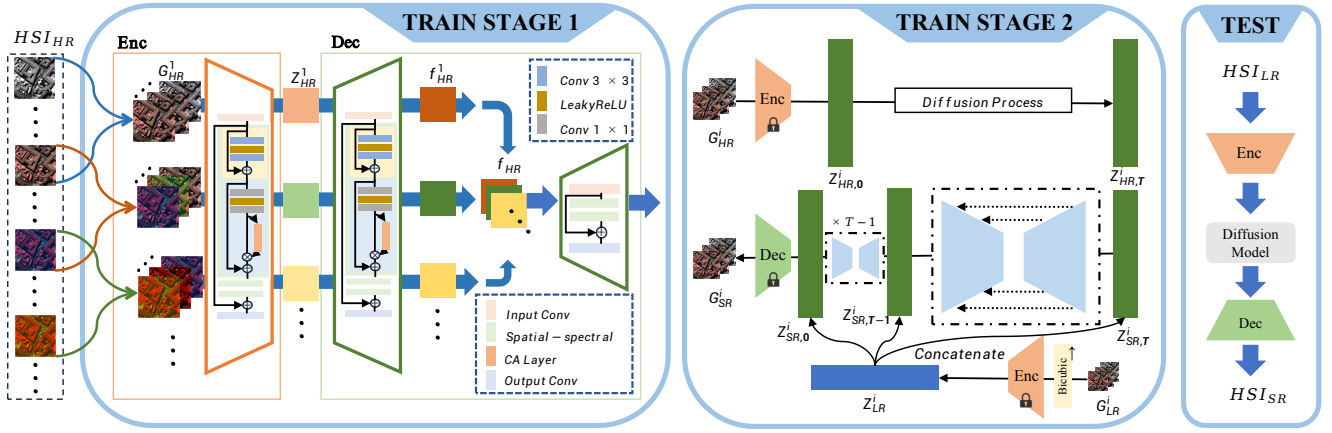 TRAIN STAGE 1
HSI_HR
Enc
Dec
G^1_HR
Z^1_HR
f^1_HR
Conv 3 × 3
LeakyReLU
Conv 1 × 1
f_HR
Input Conv
Spatial-spectral
CA Layer
Output Conv
TRAIN STAGE 2
Enc
G^i_HR
Diffusion Process
Z^i_HR,0
Z^i_HR,T
× T-1
Dec
G^i_SR
Z^i_SR,0
Z^i_SR,T-1
Z^i_SR,T
Concatenate
Enc
Bicubic ↑
Z^i_LR
G^i_LR
TEST
HSI_LR
Enc
Diffusion
Model
Dec
HSI_SR